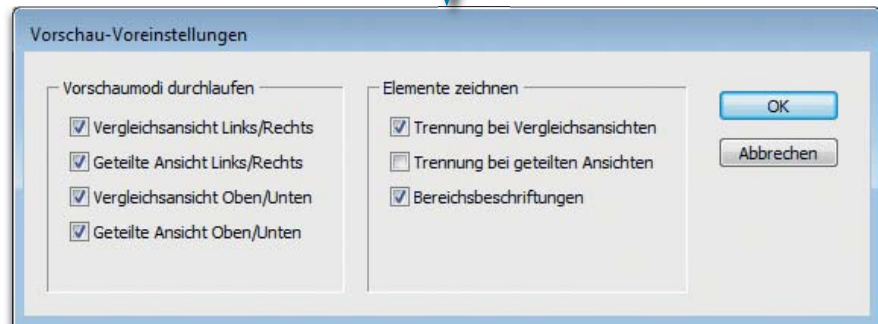 Vorschau-Voreinstellungen
Vorschaumodi durchlaufen
Vergleichsansicht Links/Rechts
Geteilte Ansicht Links/Rechts
Vergleichsansicht Oben/Unten
Geteilte Ansicht Oben/Unten
Elemente zeichnen
Trennung bei Vergleichsansichten
Trennung bei geteilten Ansichten
Bereichsbeschriftungen
OK
Abbrechen